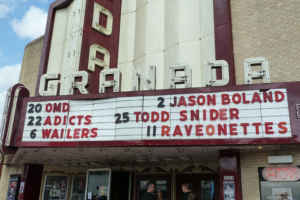 GRANADA
20 OMD
22 ADICTS
6 WAILERS
2 JASON BOLAND
25 TODD SNIDER
11 RAVEONETTES